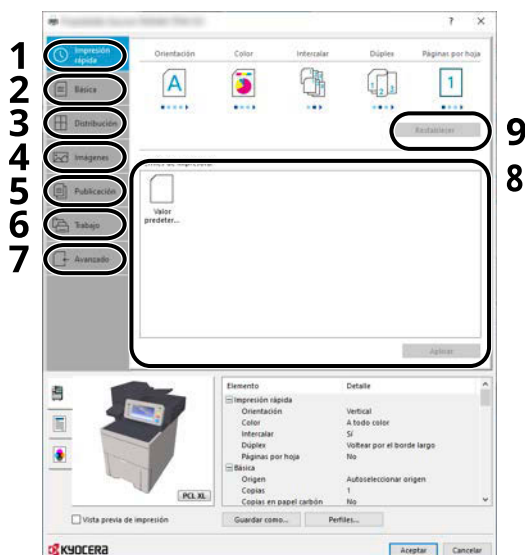 ? ×
1
Impresión rápida
Orientación Color Intercalar Dúplex Páginas por hoja
2
Básica
A
1 2 3
1
3
Distribución
Restablecer
9
4
Imágenes
8
5
Publicación
Valor
predeter...
6
Trabajo
7
Avanzado
Aplicar
Elemento Detalle
Impresión rápida
Orientación Vertical
Color A todo color
Intercalar Sí
Dúplex Voltear por el borde largo
Páginas por hoja No
Básica
Origen Autoseleccionar origen
Copias 1
Copias en papel carbón No
PCL XL
Vista previa de impresión
Guardar como... Perfiles...
KYOCERA
Aceptar Cancelar